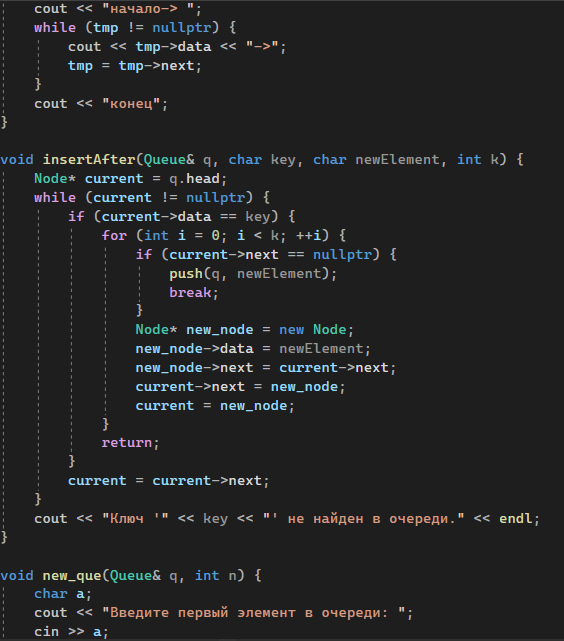 cout << "начало-> ";
    while (tmp != nullptr) {
        cout << tmp->data << "->";
        tmp = tmp->next;
    }
    cout << "конец";
}

void insertAfter(Queue& q, char key, char newElement, int k) {
    Node* current = q.head;
    while (current != nullptr) {
        if (current->data == key) {
            for (int i = 0; i < k; ++i) {
                if (current->next == nullptr) {
                    push(q, newElement);
                    break;
                }
                Node* new_node = new Node;
                new_node->data = newElement;
                new_node->next = current->next;
                current->next = new_node;
                current = new_node;
            }
            return;
        }
        current = current->next;
    }
    cout << "Ключ '" << key << "' не найден в очереди." << endl;
}

void new_que(Queue& q, int n) {
    char a;
    cout << "Введите первый элемент в очереди: ";
    cin >> a;